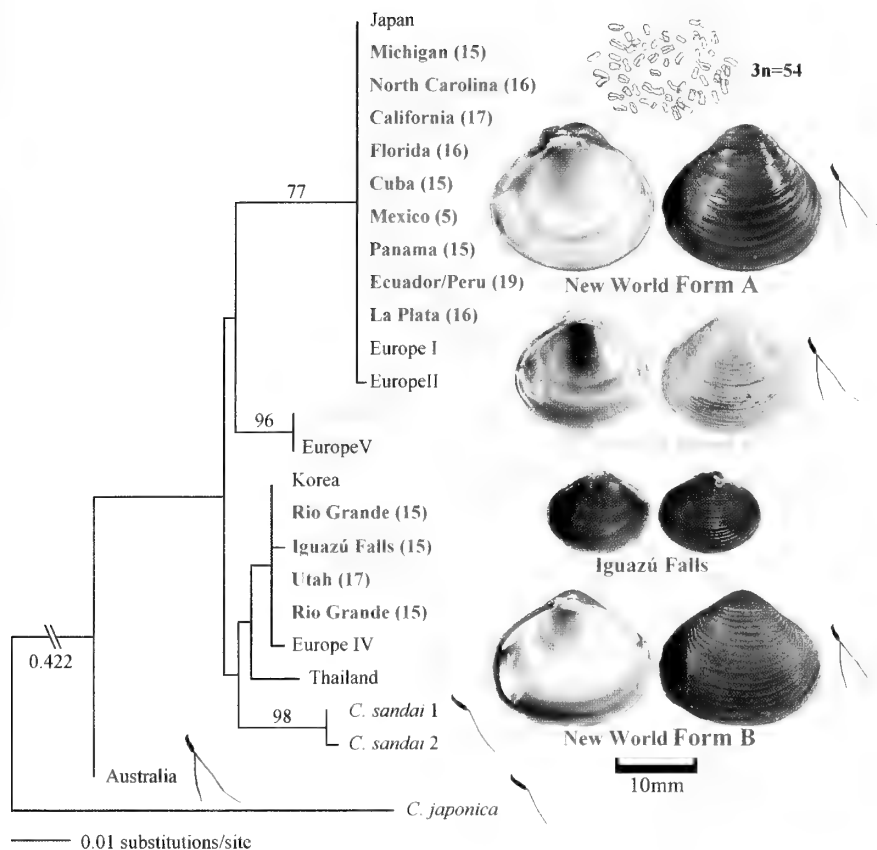 Japan
Michigan (15)
North Carolina (16)
California (17)
Florida (16)
Cuba (15)
Mexico (5)
Panama (15)
Ecuador/Peru (19)
La Plata (16)
Europe I
EuropeII
77
96
EuropeV
Korea
Rio Grande (15)
Iguazú Falls (15)
Utah (17)
Rio Grande (15)
Europe IV
Thailand
98
C. sandai 1
C. sandai 2
0.422
Australia
C. japonica
0.01 substitutions/site
3n=54
New World Form A
Iguazú Falls
New World Form B
10mm